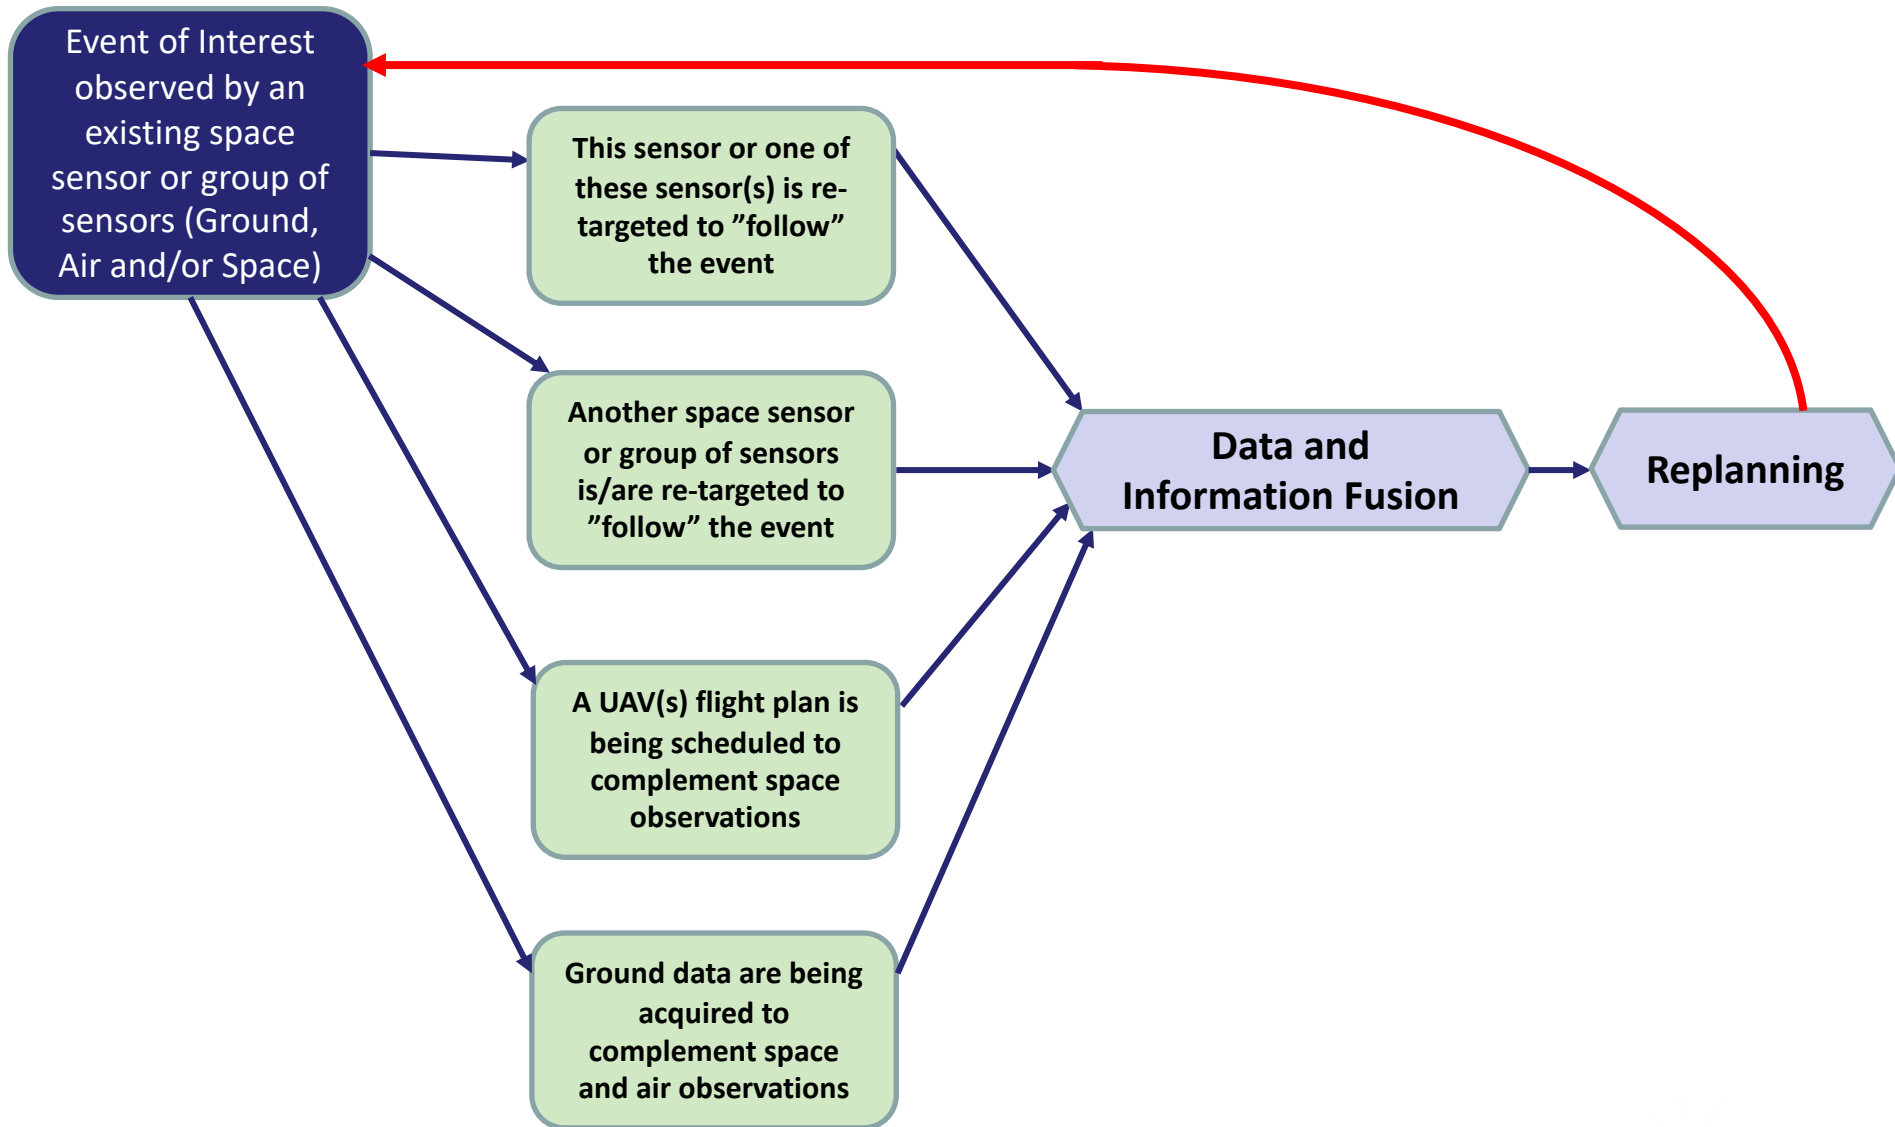 Event of Interest
observed by an
existing space
sensor or group of
sensors (Ground,
Air and/or Space)
This sensor or one of
these sensor(s) is re-
targeted to ”follow”
the event
Another space sensor
or group of sensors
is/are re-targeted to
”follow” the event
A UAV(s) flight plan is
being scheduled to
complement space
observations
Ground data are being
acquired to
complement space
and air observations
Data and
Information Fusion
Replanning